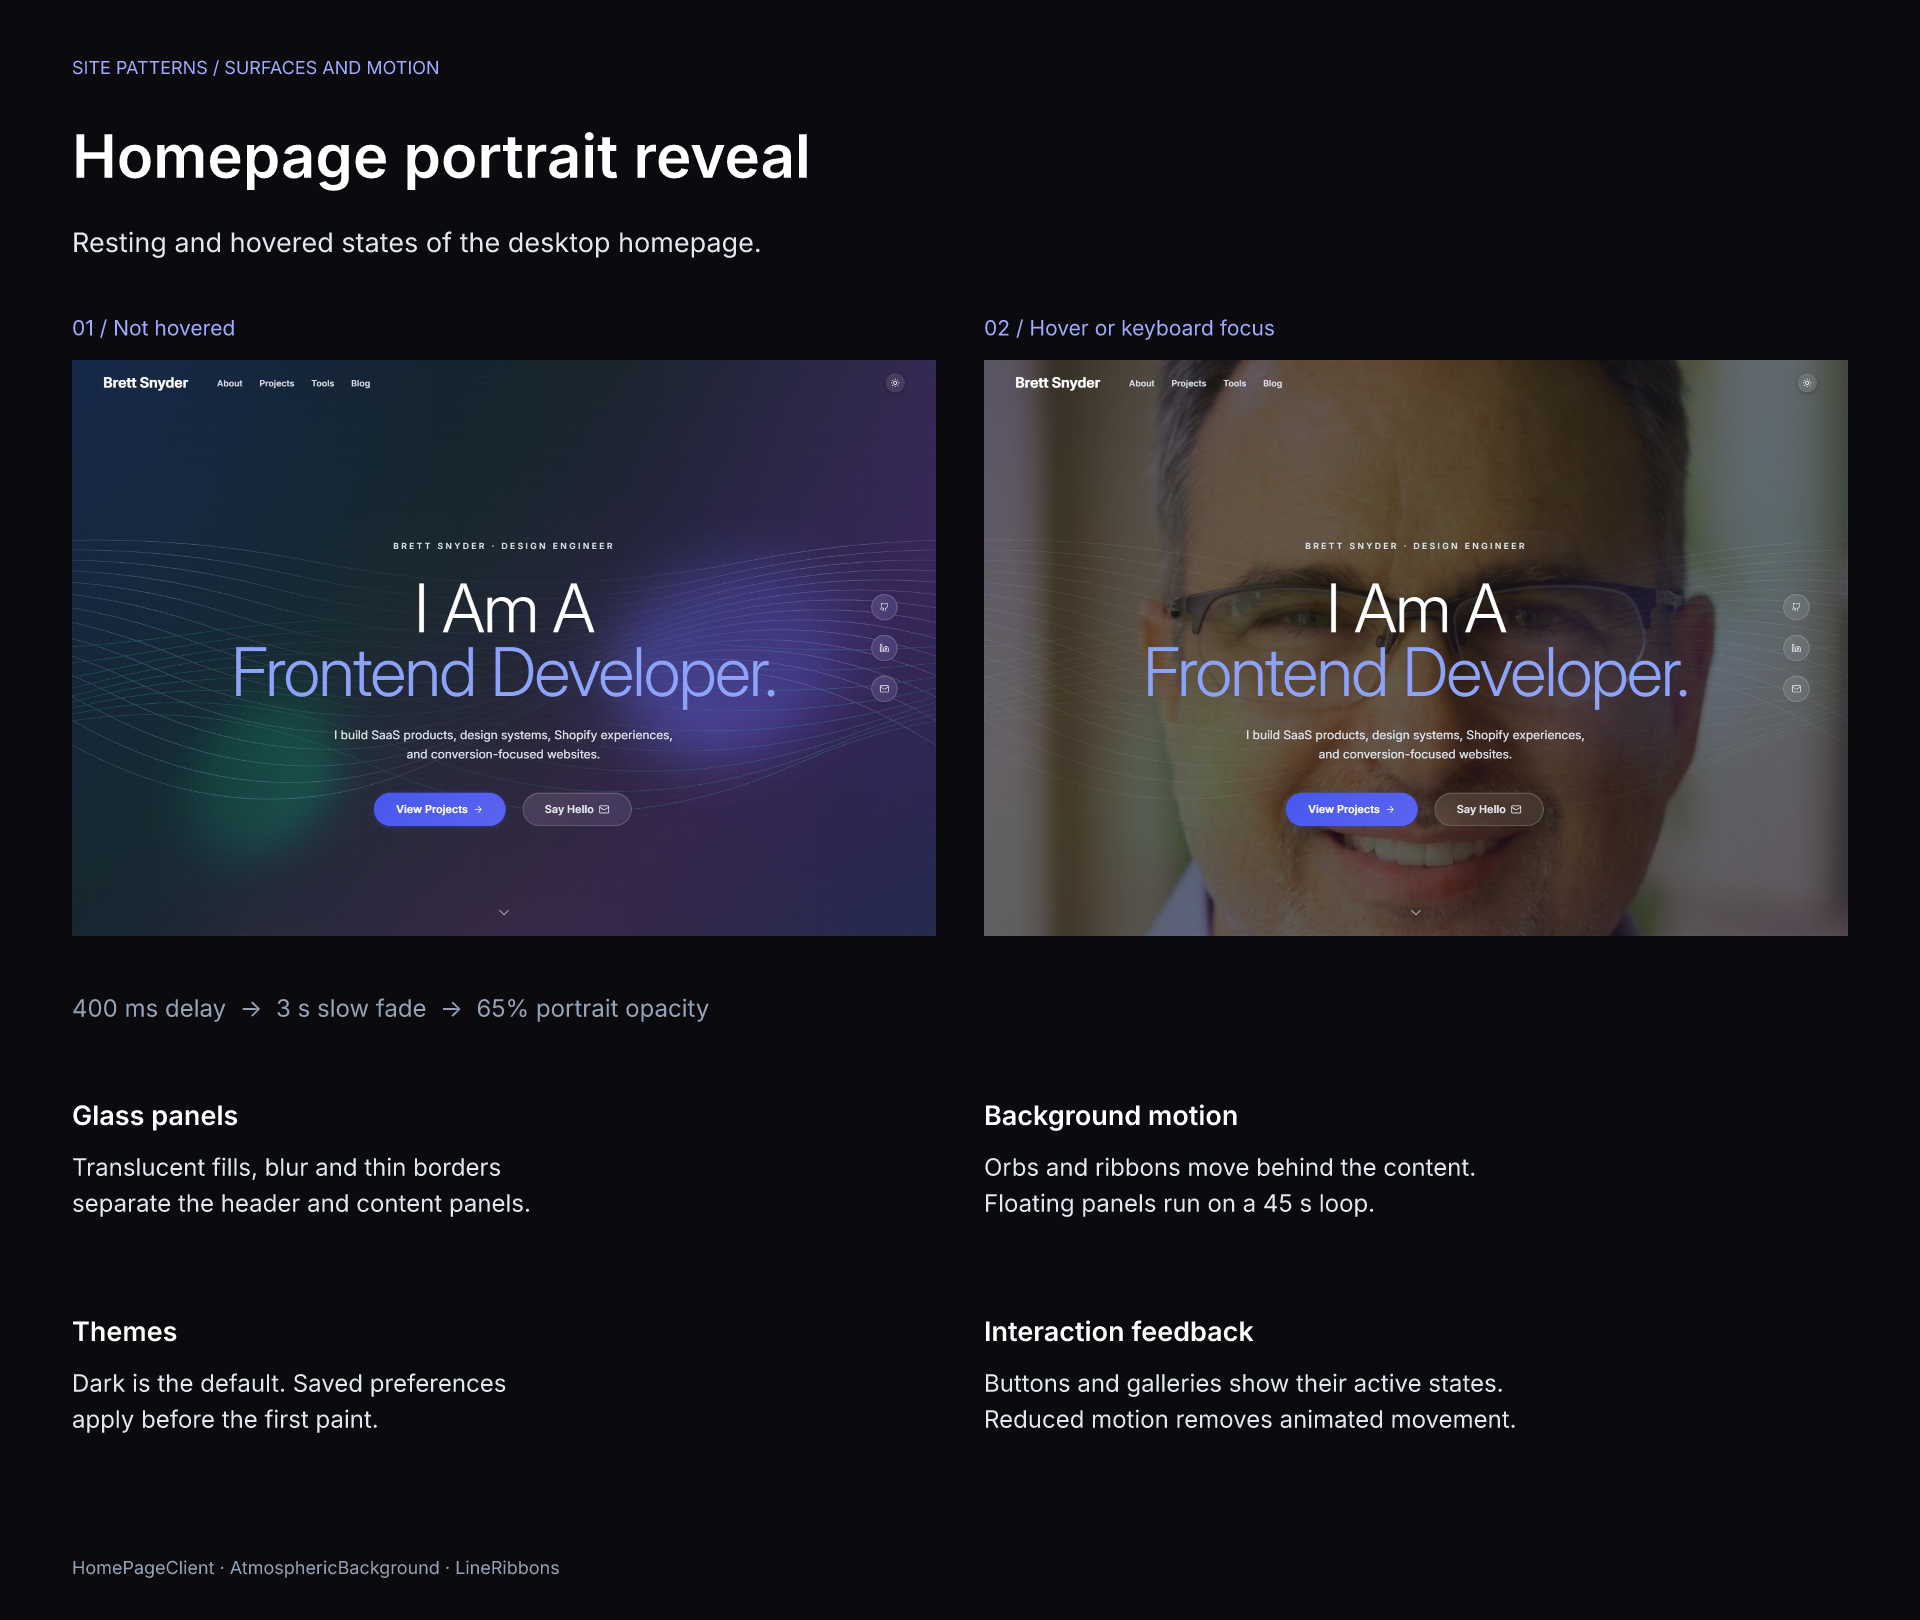 SITE PATTERNS / SURFACES AND MOTION
Homepage portrait reveal
Resting and hovered states of the desktop homepage.
01 / Not hovered
Brett Snyder About Projects Tools Blog
BRETT SNYDER · DESIGN ENGINEER
I Am A
Frontend Developer.
I build SaaS products, design systems, Shopify experiences,
and conversion-focused websites.
View Projects → Say Hello
02 / Hover or keyboard focus
Brett Snyder About Projects Tools Blog
BRETT SNYDER · DESIGN ENGINEER
I Am A
Frontend Developer.
I build SaaS products, design systems, Shopify experiences,
and conversion-focused websites.
View Projects → Say Hello
400 ms delay → 3 s slow fade → 65% portrait opacity
Glass panels
Translucent fills, blur and thin borders
separate the header and content panels.
Background motion
Orbs and ribbons move behind the content.
Floating panels run on a 45 s loop.
Themes
Dark is the default. Saved preferences
apply before the first paint.
Interaction feedback
Buttons and galleries show their active states.
Reduced motion removes animated movement.
HomePageClient · AtmosphericBackground · LineRibbons